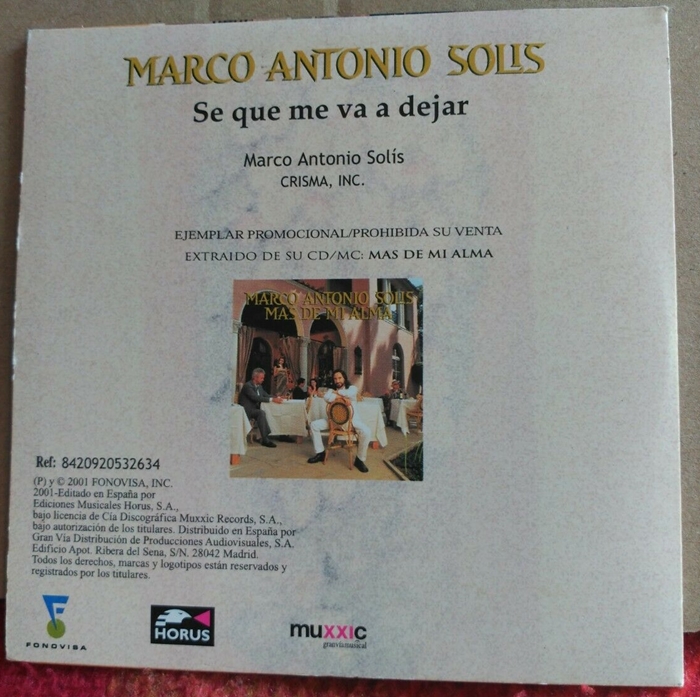 MARCO ANTONIO SOLIS
Se que me va a dejar
Marco Antonio Solís
CRISMA, INC.
EJEMPLAR PROMOCIONAL/PROHIBIDA SU VENTA
EXTRAIDO DE SU CD/MC: MAS DE MI ALMA
MARCO ANTONIO SOLIS
MAS DE MI ALMA
Ref: 8420920532634
(P) y © 2001 FONOVISA, INC.
2001-Editado en España por
Ediciones Musicales Horus, S.A.,
bajo licencia de Cía Discográfica Muxxic Records, S.A.,
bajo autorización de los titulares. Distribuido en España por
Gran Vía Distribución de Producciones Audiovisuales, S.A.
Edificio Apot. Ribera del Sena, S/N. 28042 Madrid.
Todos los derechos, marcas y logotipos están reservados y
registrados por los titulares.
FONOVISA
HORUS
muxxic
granvíamusical